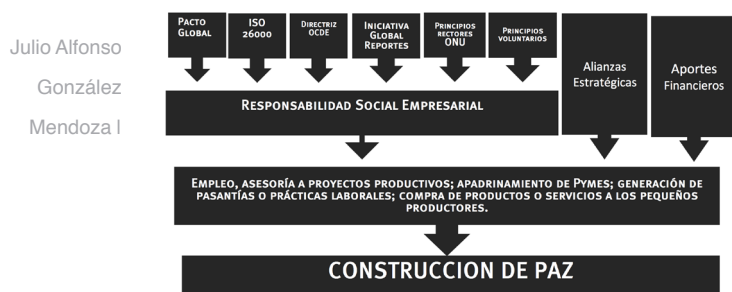 Julio Alfonso
González
Mendoza I
PACTO
GLOBAL
ISO
26000
DIRECTRIZ
OCDE
INICIATIVA
GLOBAL
REPORTES
PRINCIPIOS
RECTORES
ONU
PRINCIPIOS
VOLUNTARIOS
Alianzas
Estratégicas
Aportes
Financieros
RESPONSABILIDAD SOCIAL EMPRESARIAL
EMPLEO, ASESORÍA A PROYECTOS PRODUCTIVOS; APADRINAMIENTO DE PYMES; GENERACIÓN DE
PASANTÍAS O PRÁCTICAS LABORALES; COMPRA DE PRODUCTOS O SERVICIOS A LOS PEQUEÑOS
PRODUCTORES.
CONSTRUCCION DE PAZ